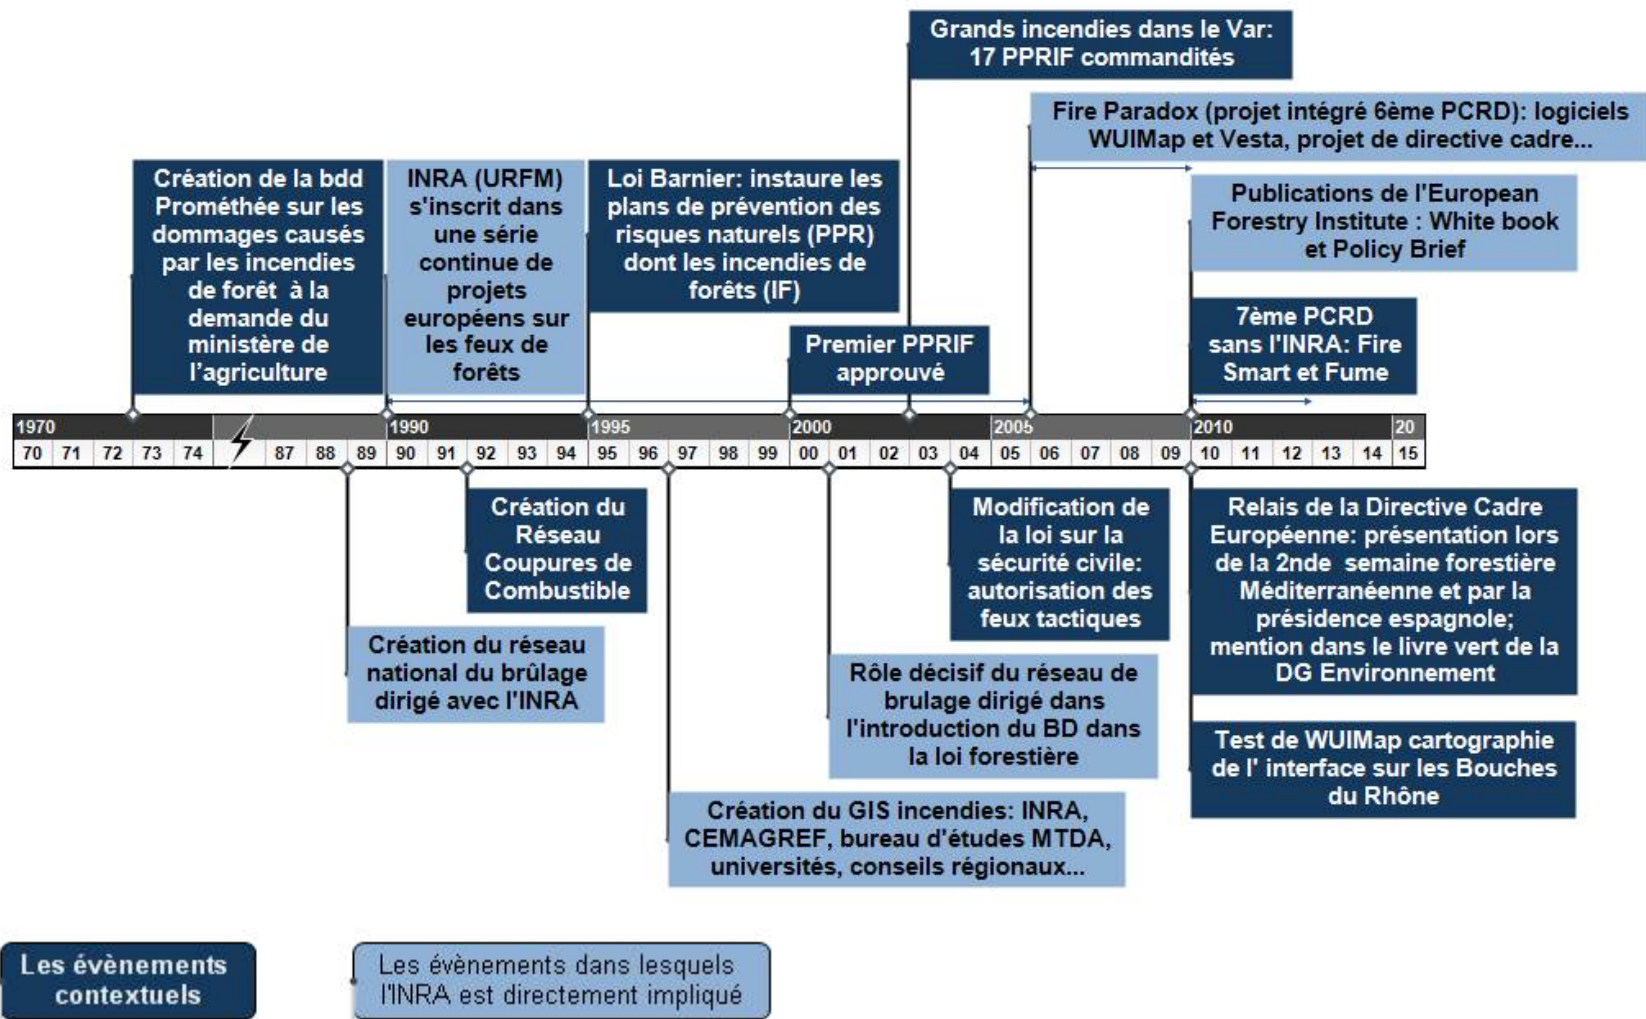 Grands incendies dans le Var:
17 PPRIF commandités
Fire Paradox (projet intégré 6ème PCRD): logiciels
WUIMap et Vesta, projet de directive cadre...
Création de la bdd
Prométhée sur les
dommages causés
par les incendies
de forêt à la
demande du
ministère de
l'agriculture
INRA (URFM)
s'inscrit dans
une série
continue de
projets
européens sur
les feux de
forêts
Loi Barnier: instaure les
plans de prévention des
risques naturels (PPR)
dont les incendies de
forêts (IF)
Publications de l'European
Forestry Institute : White book
et Policy Brief
Premier PPRIF
approuvé
7ème PCRD
sans l'INRA: Fire
Smart et Fume
1970 1990 1995 2000 2005 2010 20
70 71 72 73 74 87 88 89 90 91 92 93 94 95 96 97 98 99 00 01 02 03 04 05 06 07 08 09 10 11 12 13 14 15
Création du
Réseau
Coupures de
Combustible
Modification de
la loi sur la
sécurité civile:
autorisation des
feux tactiques
Relais de la Directive Cadre
Européenne: présentation lors
de la 2nde semaine forestière
Méditerranéenne et par la
présidence espagnole;
mention dans le livre vert de la
DG Environnement
Création du réseau
national du brûlage
dirigé avec l'INRA
Rôle décisif du réseau de
brulage dirigé dans
l'introduction du BD dans
la loi forestière
Test de WUIMap cartographie
de l' interface sur les Bouches
du Rhône
Création du GIS incendies: INRA,
CEMAGREF, bureau d'études MTDA,
universités, conseils régionaux...
Les évènements
contextuels
Les évènements dans lesquels
l'INRA est directement impliqué